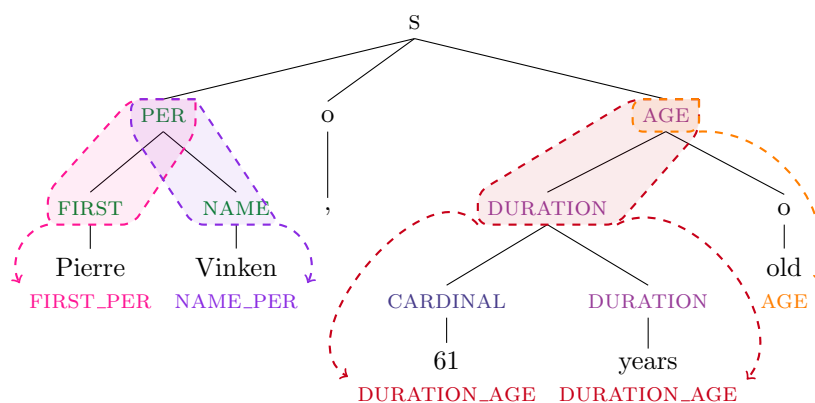 S
PER O AGE
FIRST NAME , DURATION O
Pierre Vinken CARDINAL DURATION old
FIRST_PER NAME_PER AGE
61 years
DURATION_AGE DURATION_AGE